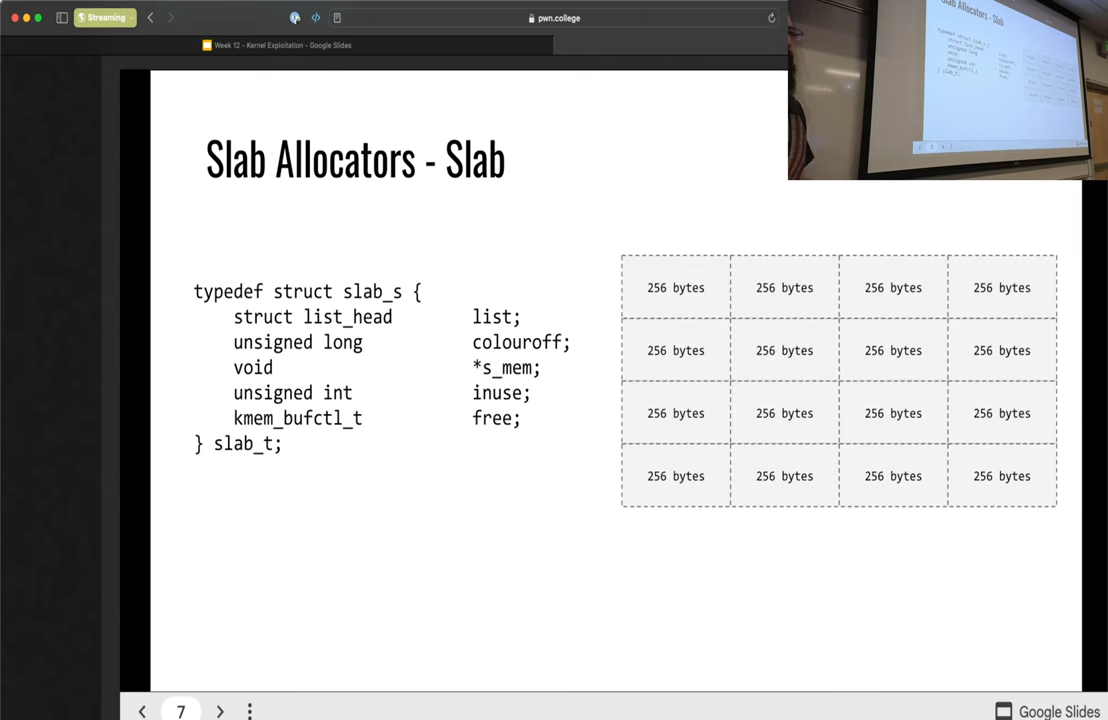 Streaming
pwn.college
Week 12 - Kernel Exploitation - Google Slides
Slab Allocators - Slab
Slab Allocators - Slab
typedef struct slab_s {
struct list_head list;
unsigned long colouroff;
void *s_mem;
unsigned int inuse;
kmem_bufctl_t free;
} slab_t;
256 bytes 256 bytes 256 bytes 256 bytes
256 bytes 256 bytes 256 bytes 256 bytes
256 bytes 256 bytes 256 bytes 256 bytes
256 bytes 256 bytes 256 bytes 256 bytes
7
Google Slides